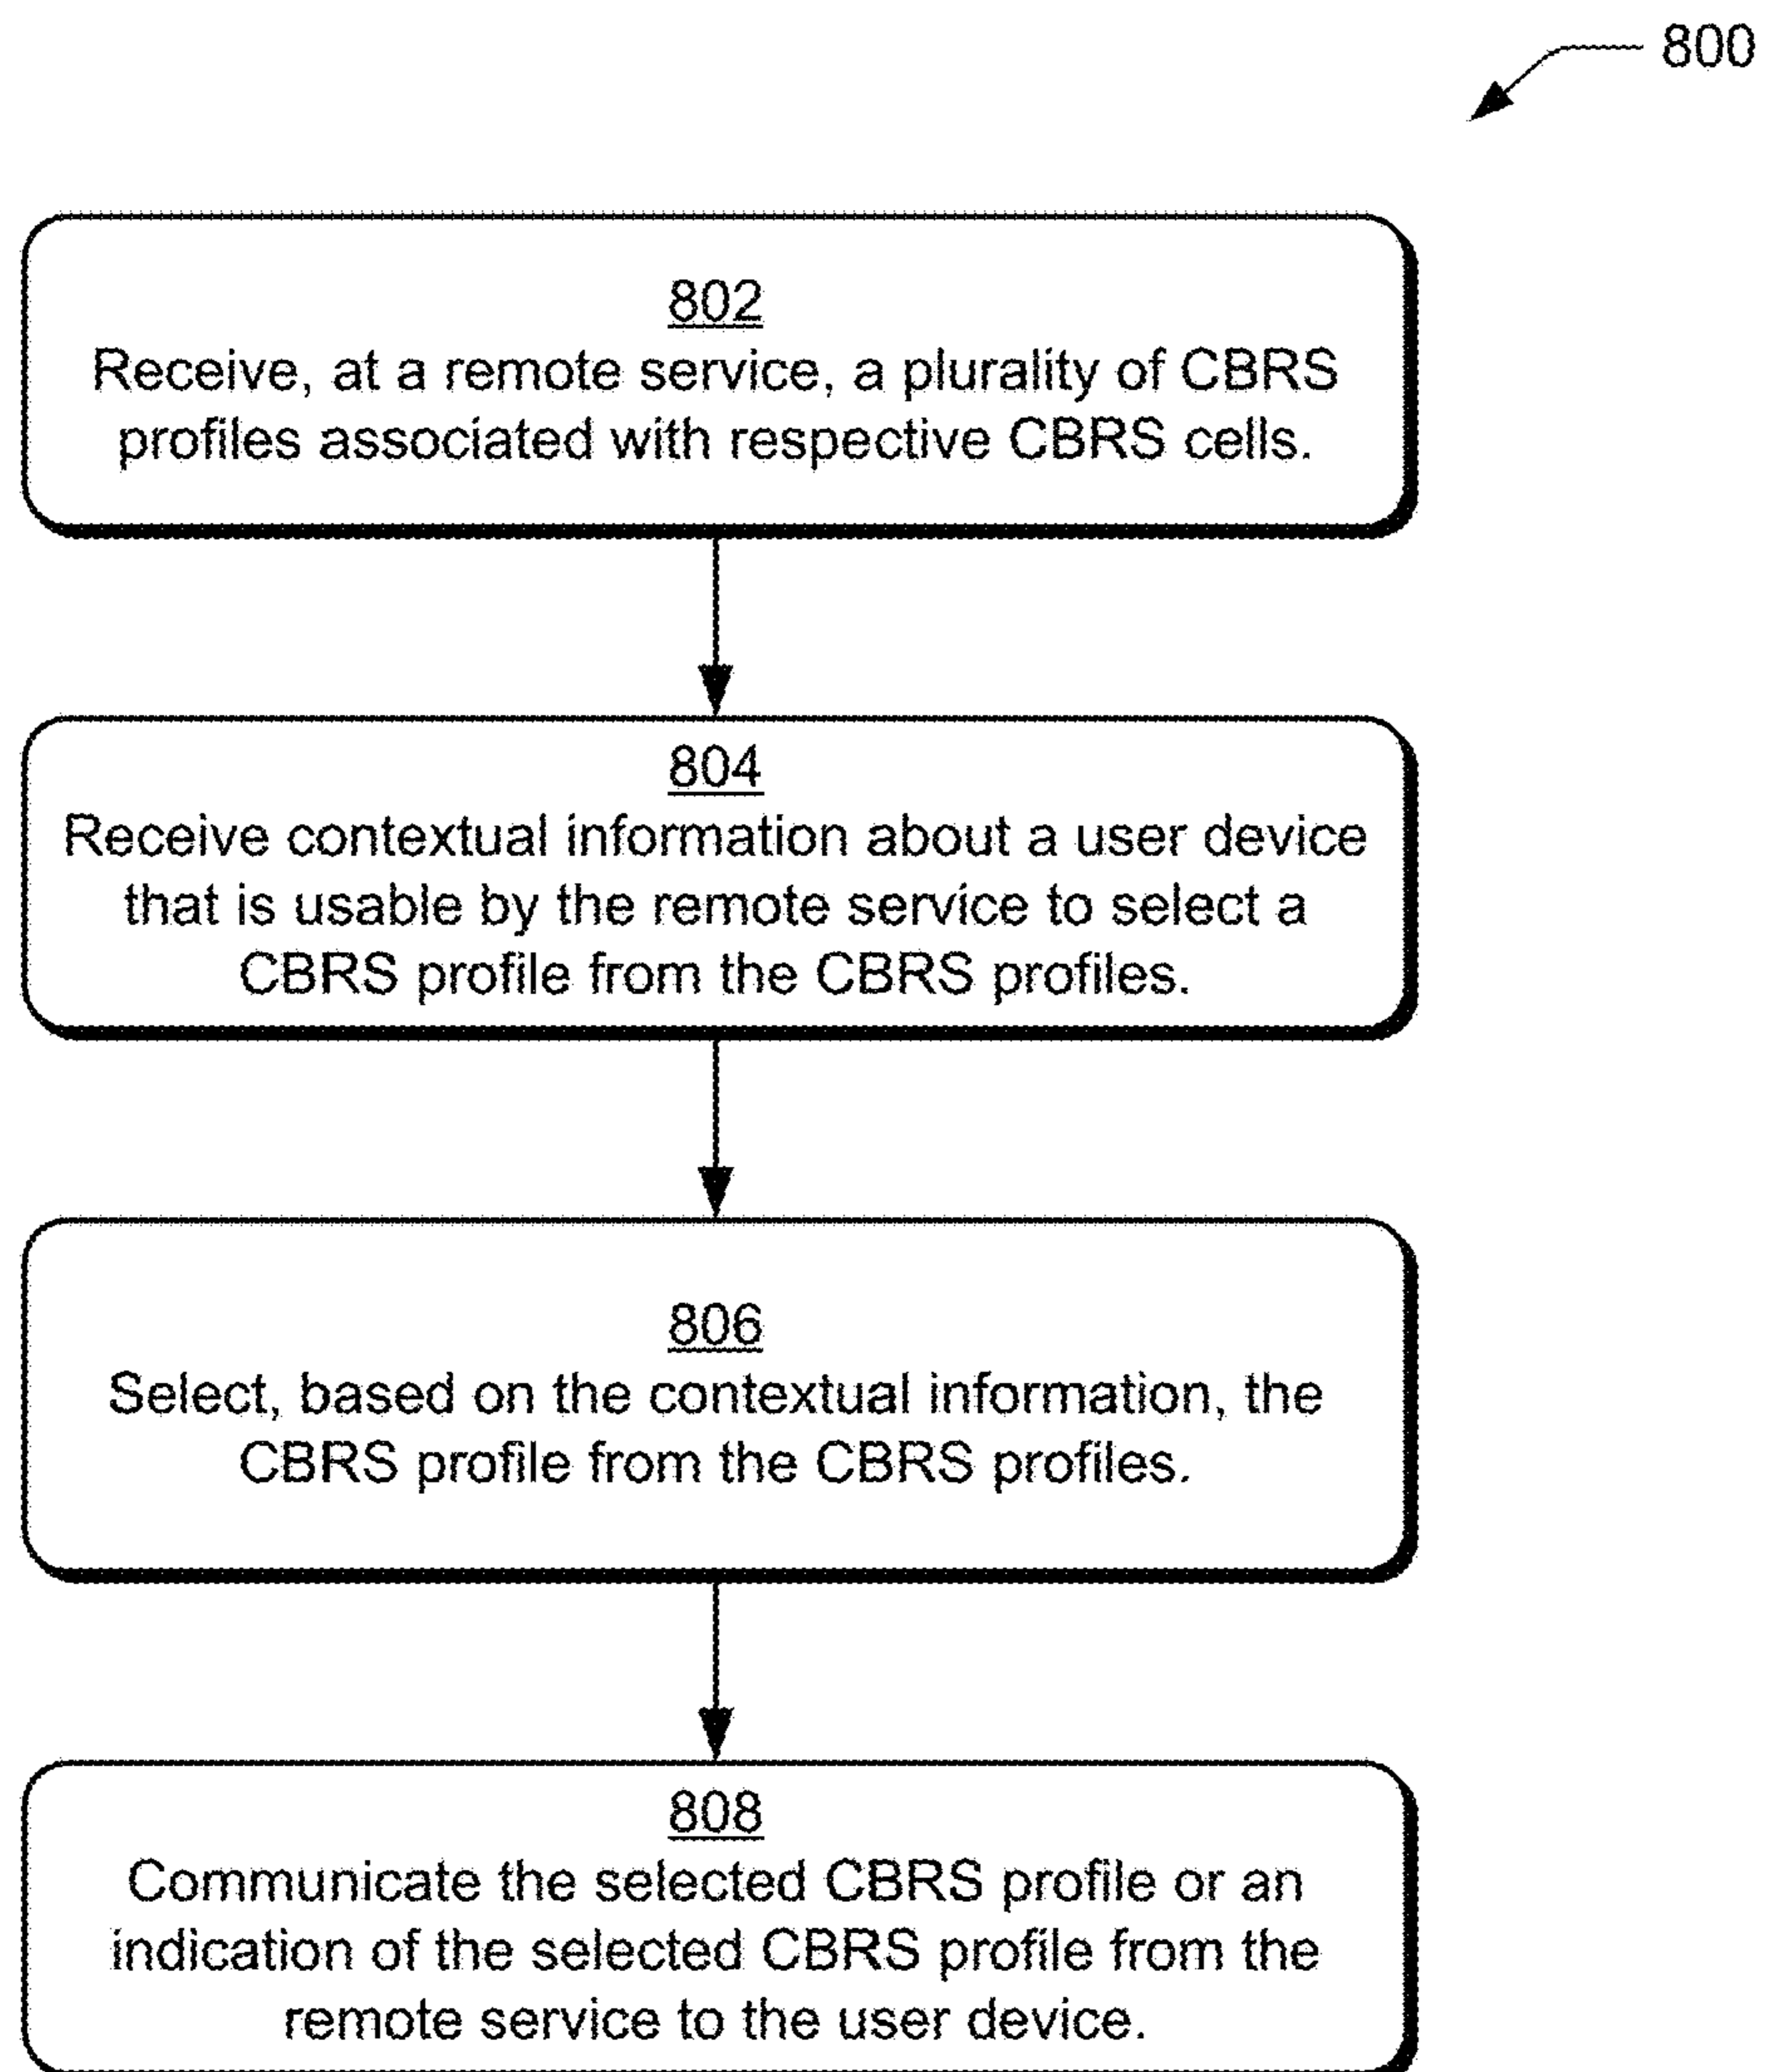 800
802
Receive, at a remote service, a plurality of CBRS
profiles associated with respective CBRS cells.
804
Receive contextual information about a user device
that is usable by the remote service to select a
CBRS profile from the CBRS profiles.
806
Select, based on the contextual information, the
CBRS profile from the CBRS profiles.
808
Communicate the selected CBRS profile or an
indication of the selected CBRS profile from the
remote service to the user device.